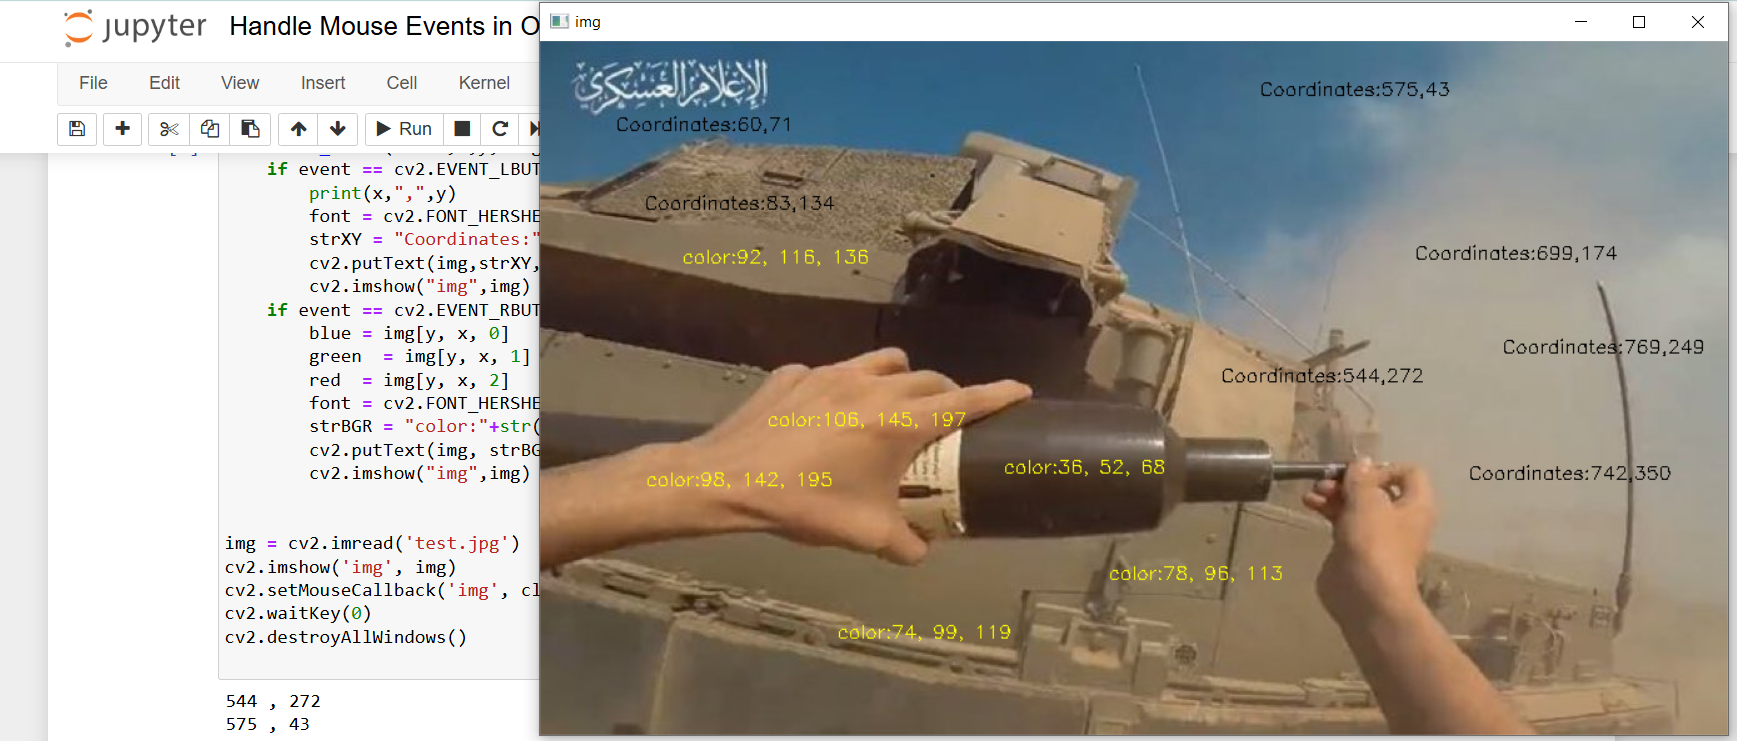 jupyter Handle Mouse Events in O
File Edit View Insert Cell Kernel
Run
if event == cv2.EVENT_LBUT
print(x,",",y)
font = cv2.FONT_HERSHE
strXY = "Coordinates:"
cv2.putText(img,strXY,
cv2.imshow("img",img)
if event == cv2.EVENT_RBUT
blue = img[y, x, 0]
green  = img[y, x, 1]
red  = img[y, x, 2]
font = cv2.FONT_HERSHE
strBGR = "color:"+str(
cv2.putText(img, strBG
cv2.imshow("img",img)
img = cv2.imread('test.jpg')
cv2.imshow('img', img)
cv2.setMouseCallback('img', cl
cv2.waitKey(0)
cv2.destroyAllWindows()
544 , 272
575 , 43
img
الإعلام العسكري
Coordinates:575,43
Coordinates:60,71
Coordinates:83,134
Coordinates:699,174
color:92, 116, 136
Coordinates:769,249
Coordinates:544,272
color:106, 145, 197
color:36, 52, 68
Coordinates:742,350
color:98, 142, 195
color:78, 96, 113
color:74, 99, 119